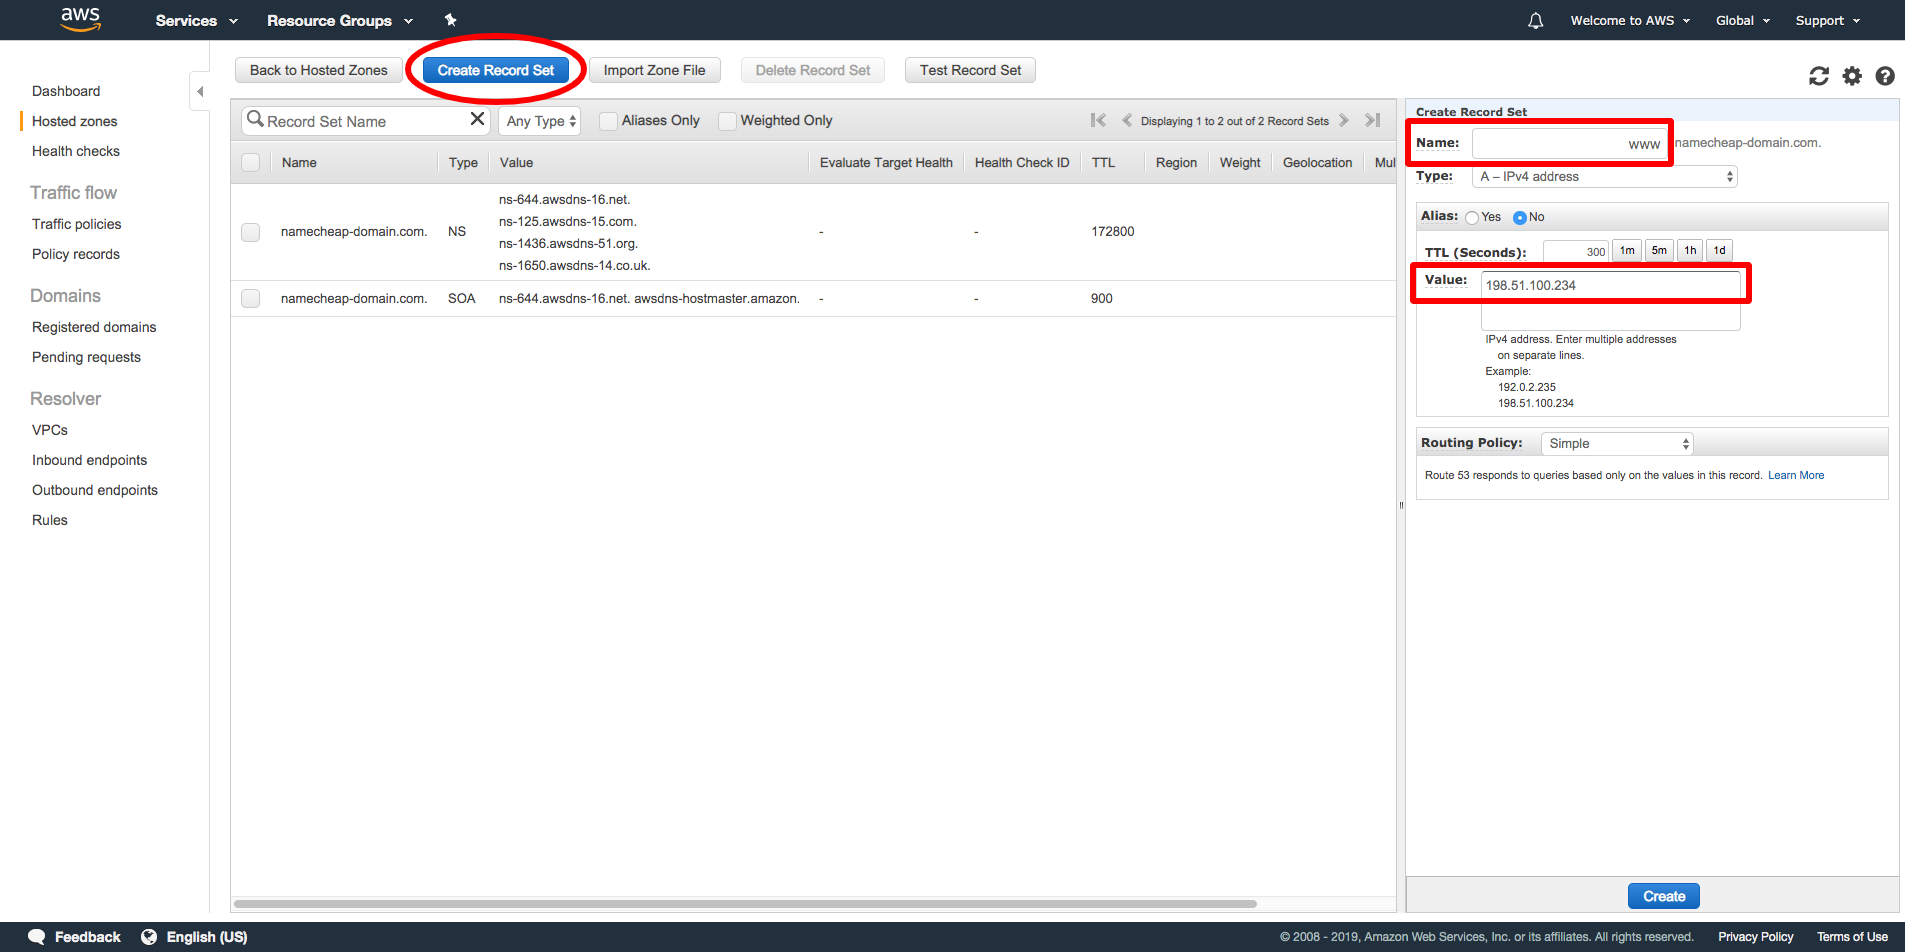 aws Services Resource Groups Welcome to AWS Global Support
Dashboard
Hosted zones
Health checks
Traffic flow
Traffic policies
Policy records
Domains
Registered domains
Pending requests
Resolver
VPCs
Inbound endpoints
Outbound endpoints
Rules
Back to Hosted Zones Create Record Set Import Zone File Delete Record Set Test Record Set
Record Set Name Any Type Aliases Only Weighted Only Displaying 1 to 2 out of 2 Record Sets
Name Type Value Evaluate Target Health Health Check ID TTL Region Weight Geolocation Mul
ns-644.awsdns-16.net.
ns-125.awsdns-15.com.
namecheap-domain.com. NS - - 172800
ns-1436.awsdns-51.org.
ns-1650.awsdns-14.co.uk.
namecheap-domain.com. SOA ns-644.awsdns-16.net. awsdns-hostmaster.amazon. - - 900
Create Record Set
Name: www namecheap-domain.com.
Type: A – IPv4 address
Alias: Yes No
TTL (Seconds): 300 1m 5m 1h 1d
Value: 198.51.100.234
IPv4 address. Enter multiple addresses
on separate lines.
Example:
192.0.2.235
198.51.100.234
Routing Policy: Simple
Route 53 responds to queries based only on the values in this record. Learn More
Create
Feedback English (US) © 2008 - 2019, Amazon Web Services, Inc. or its affiliates. All rights reserved. Privacy Policy Terms of Use